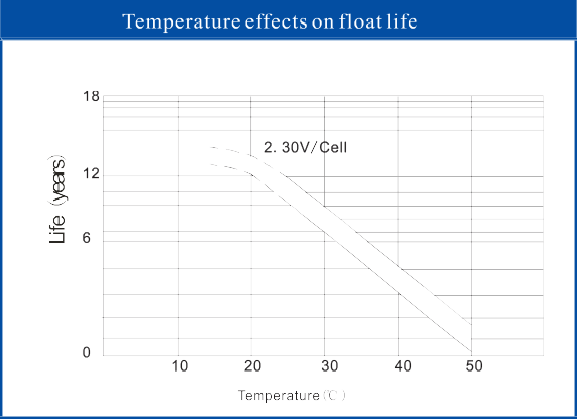 Temperature effects on float life
18
2. 30V/Cell
12
Life (years)
6
0
10 20 30 40 50
Temperature (℃)